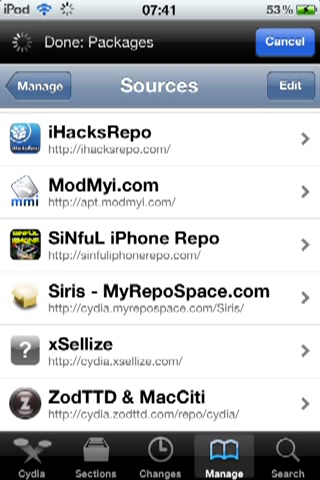 iPod 07:41 53%
Done: Packages Cancel
Manage Sources Edit
iHacksRepo
http://ihacksrepo.com/
ModMyi.com
mmi http://apt.modmyi.com/
SiNfuL iPhone Repo
http://sinfuliphonerepo.com/
Siris - MyRepoSpace.com
http://cydia.myrepospace.com/Siris/
? xSellize
http://cydia.xsellize.com/
ZodTTD & MacCiti
http://cydia.zodttd.com/repo/cydia/
Cydia Sections Changes Manage Search